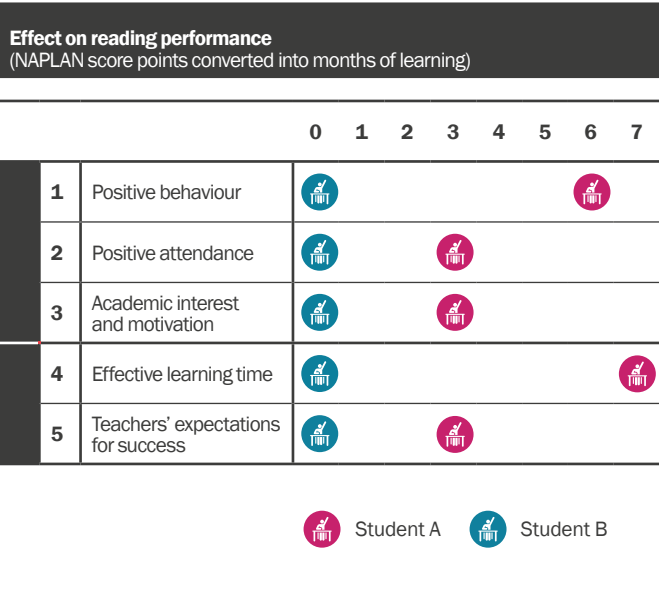 Effect on reading performance
(NAPLAN score points converted into months of learning)
0 1 2 3 4 5 6 7
1 Positive behaviour
2 Positive attendance
3 Academic interest
and motivation
4 Effective learning time
5 Teachers’ expectations
for success
Student A Student B